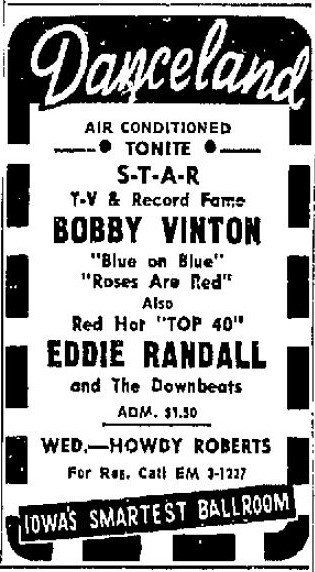 Danceland
AIR CONDITIONED
TONITE
S-T-A-R
T-V & Record Fame
BOBBY VINTON
"Blue on Blue"
"Roses Are Red"
Also
Red Hot "TOP 40"
EDDIE RANDALL
and The Downbeats
ADM. $1.50
WED.—HOWDY ROBERTS
For Res. Call EM 3-1227
IOWA'S SMARTEST BALLROOM